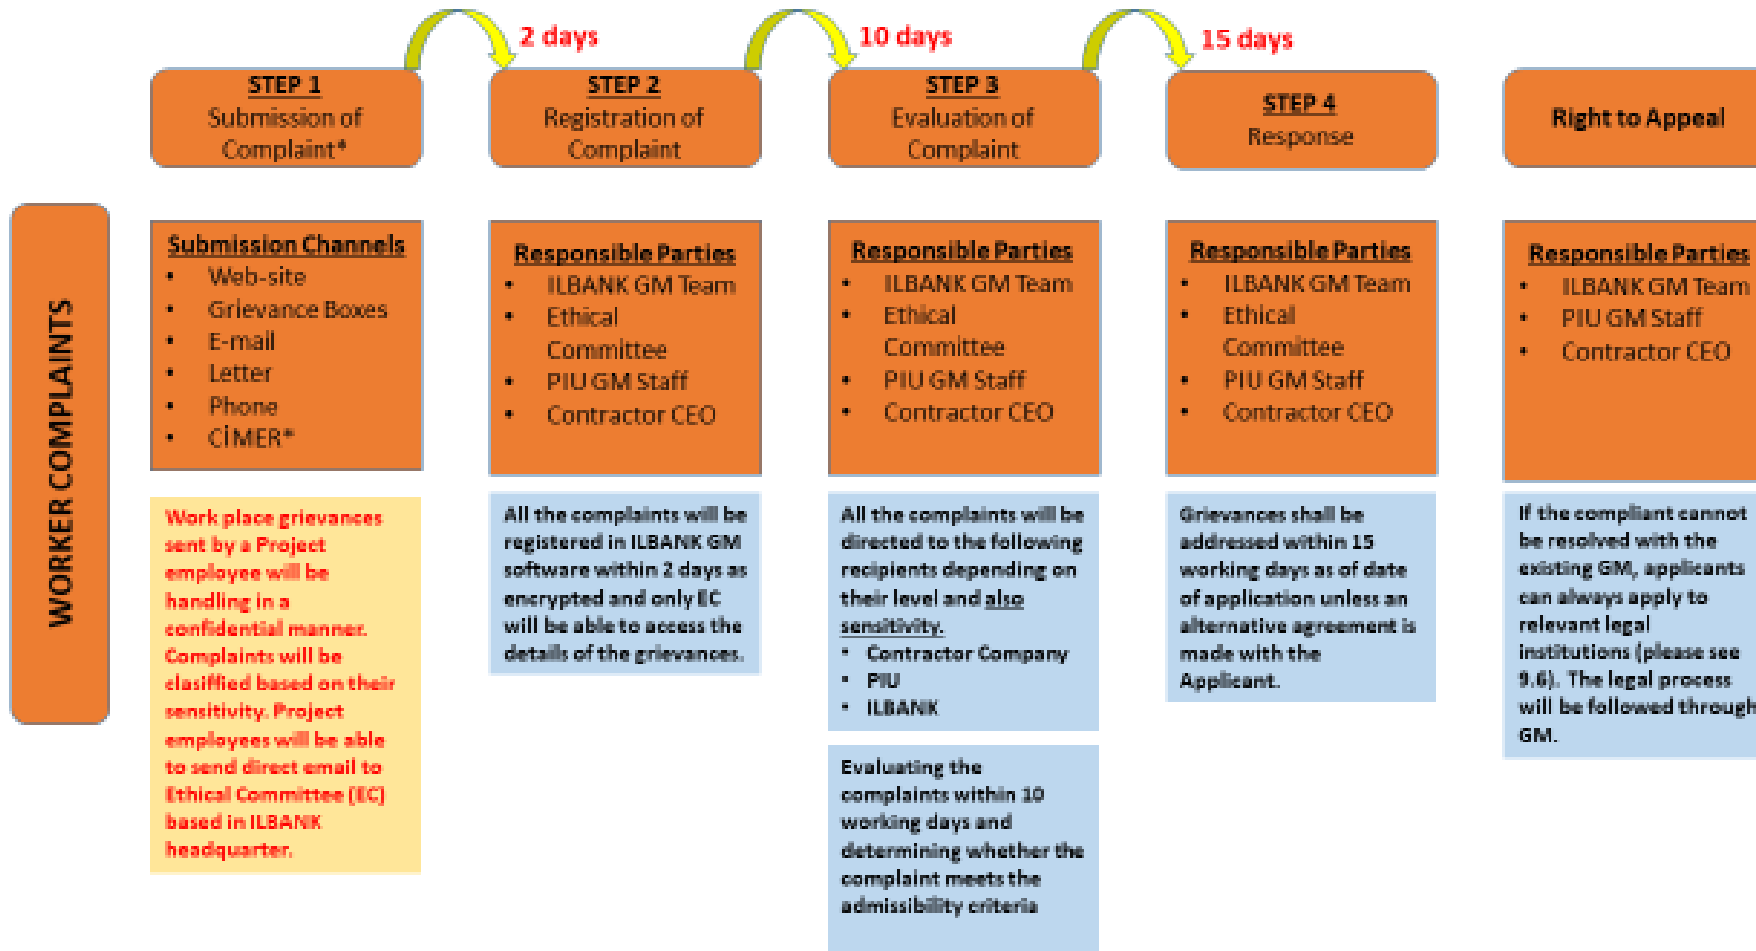 2 days
10 days
15 days
STEP 1
Submission of
Complaint*
STEP 2
Registration of
Complaint
STEP 3
Evaluation of
Complaint
STEP 4
Response
Right to Appeal
WORKER COMPLAINTS
Submission Channels
• Web-site
• Grievance Boxes
• E-mail
• Letter
• Phone
• CİMER*
Responsible Parties
• ILBANK GM Team
• Ethical
Committee
• PIU GM Staff
• Contractor CEO
Responsible Parties
• ILBANK GM Team
• Ethical
Committee
• PIU GM Staff
• Contractor CEO
Responsible Parties
• ILBANK GM Team
• Ethical
Committee
• PIU GM Staff
• Contractor CEO
Responsible Parties
• ILBANK GM Team
• PIU GM Staff
• Contractor CEO
Work place grievances
sent by a Project
employee will be
handling in a
confidential manner.
Complaints will be
clasiffied based on their
sensitivity. Project
employees will be able
to send direct email to
Ethical Committee (EC)
based in ILBANK
headquarter.
All the complaints will be
registered in ILBANK GM
software within 2 days as
encrypted and only EC
will be able to access the
details of the grievances.
All the complaints will be
directed to the following
recipients depending on
their level and also
sensitivity.
• Contractor Company
• PIU
• ILBANK
Evaluating the
complaints within 10
working days and
determining whether the
complaint meets the
admissibility criteria
Grievances shall be
addressed within 15
working days as of date
of application unless an
alternative agreement is
made with the
Applicant.
If the compliant cannot
be resolved with the
existing GM, applicants
can always apply to
relevant legal
institutions (please see
9.6). The legal process
will be followed through
GM.